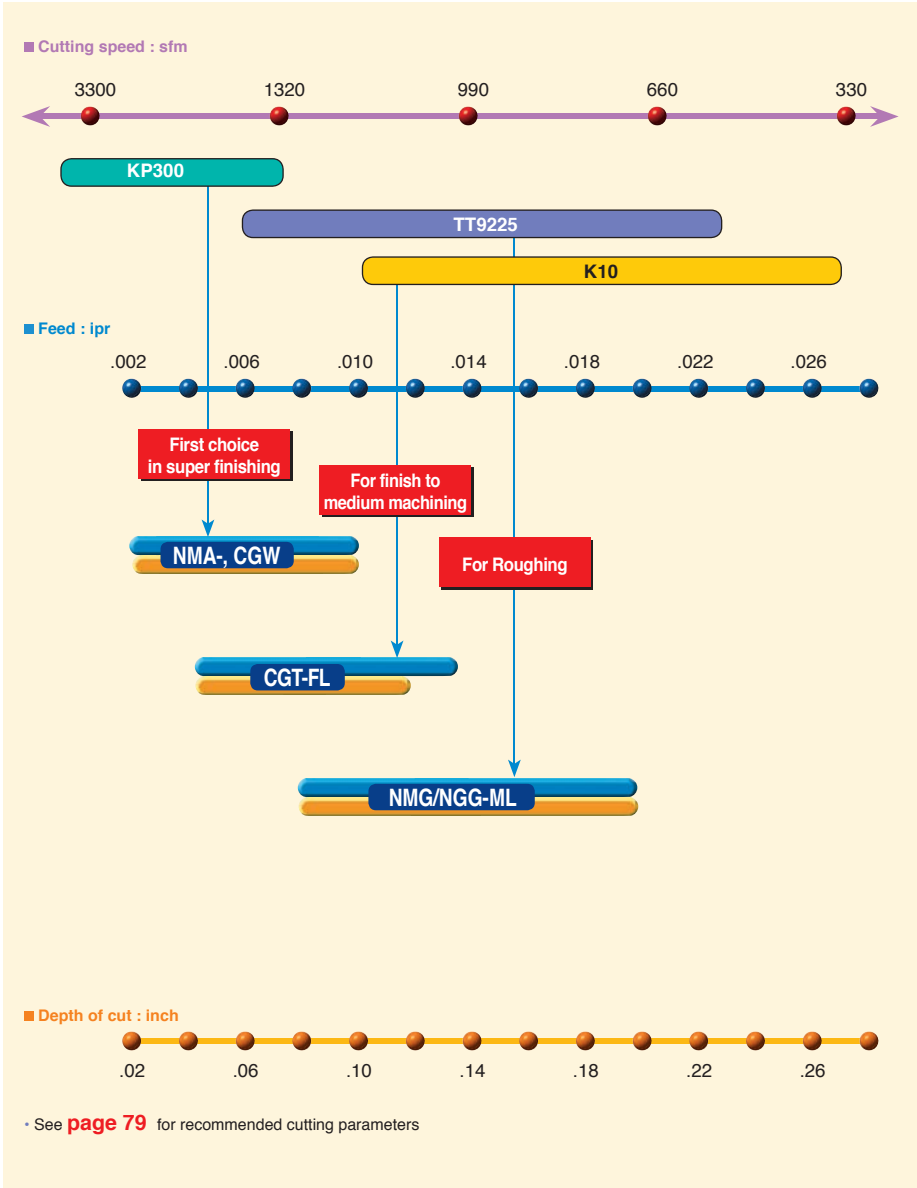 Cutting speed : sfm
3300 1320 990 660 330
KP300
TT9225
K10
Feed : ipr
.002 .006 .010 .014 .018 .022 .026
First choice
in super finishing
For finish to
medium machining
NMA-, CGW
For Roughing
CGT-FL
NMG/NGG-ML
Depth of cut : inch
.02 .06 .10 .14 .18 .22 .26
• See page 79 for recommended cutting parameters